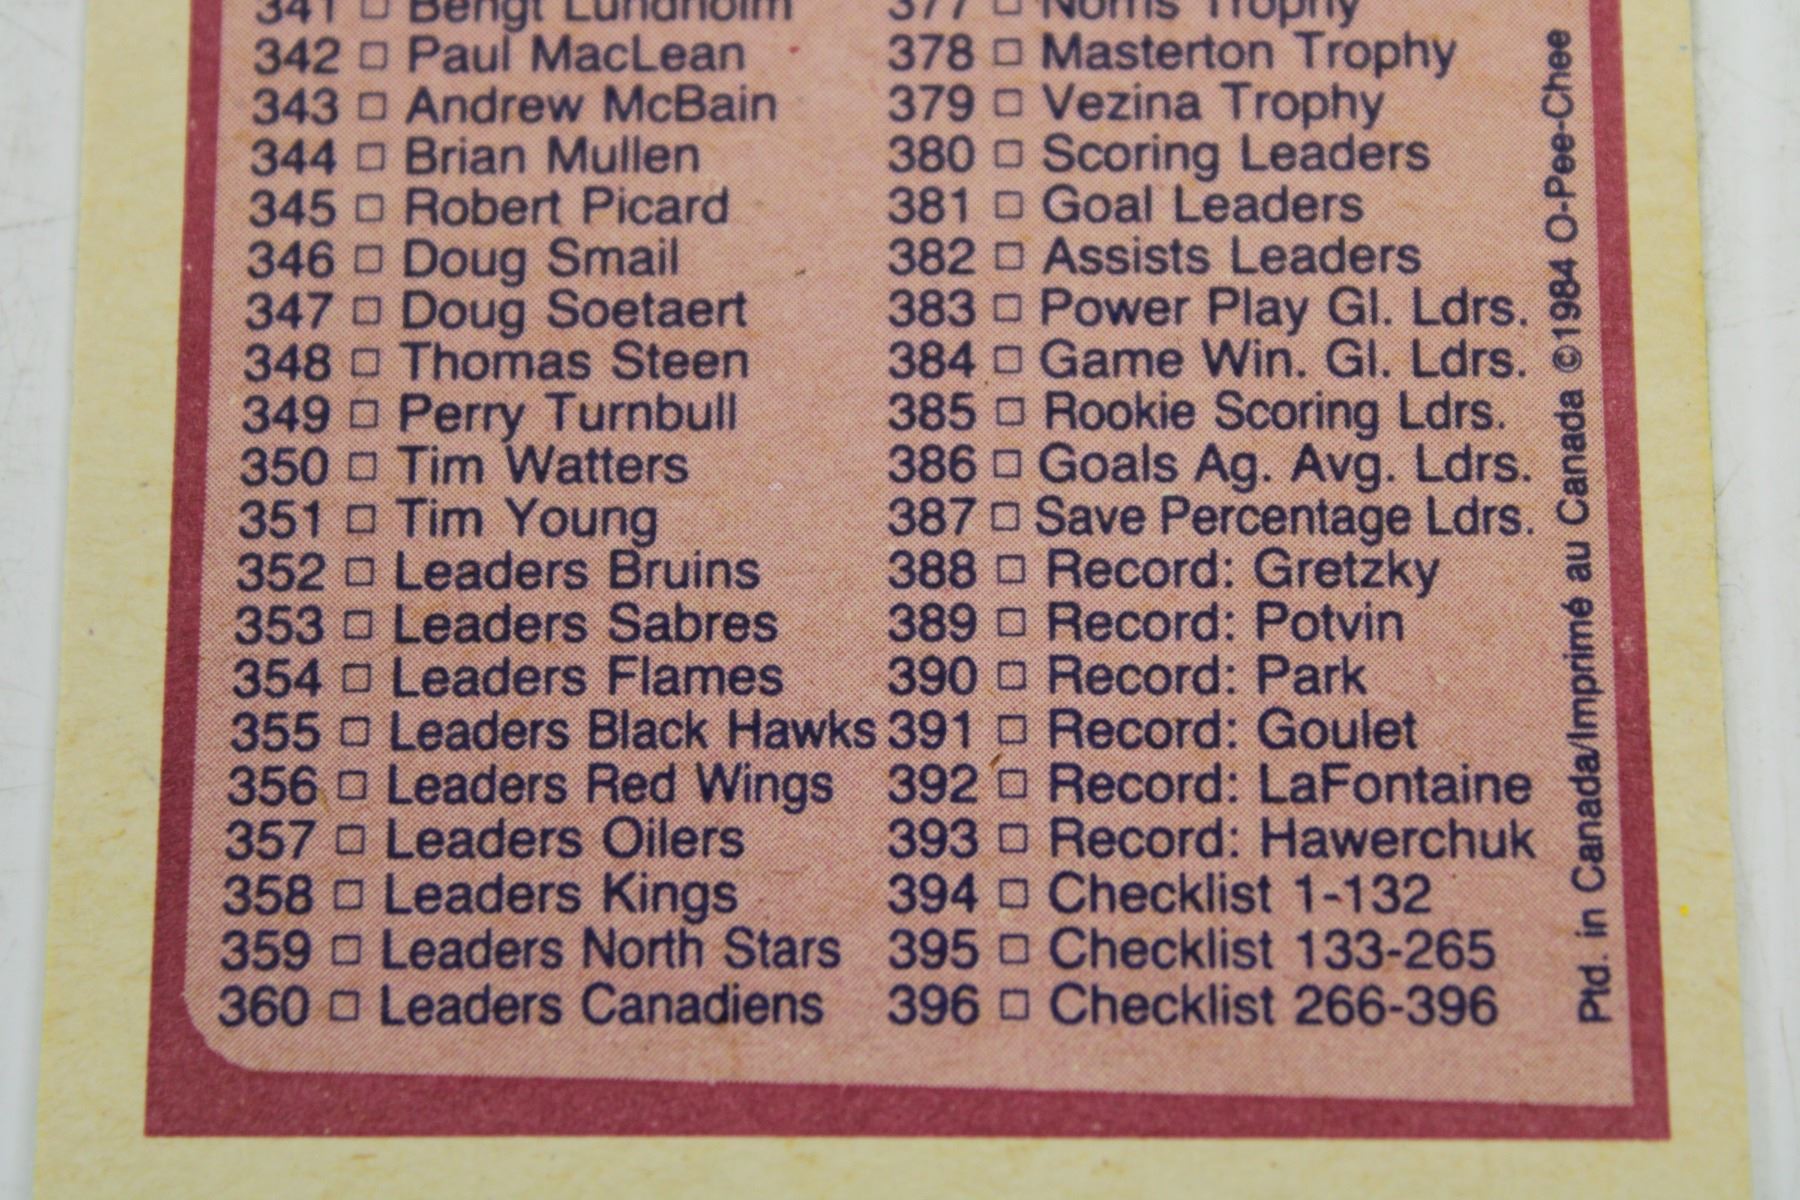 341 □ Bengt Lundholm
342 □ Paul MacLean
343 □ Andrew McBain
344 □ Brian Mullen
345 □ Robert Picard
346 □ Doug Smail
347 □ Doug Soetaert
348 □ Thomas Steen
349 □ Perry Turnbull
350 □ Tim Watters
351 □ Tim Young
352 □ Leaders Bruins
353 □ Leaders Sabres
354 □ Leaders Flames
355 □ Leaders Black Hawks
356 □ Leaders Red Wings
357 □ Leaders Oilers
358 □ Leaders Kings
359 □ Leaders North Stars
360 □ Leaders Canadiens
377 □ Norris Trophy
378 □ Masterton Trophy
379 □ Vezina Trophy
380 □ Scoring Leaders
381 □ Goal Leaders
382 □ Assists Leaders
383 □ Power Play Gl. Ldrs.
384 □ Game Win. Gl. Ldrs.
385 □ Rookie Scoring Ldrs.
386 □ Goals Ag. Avg. Ldrs.
387 □ Save Percentage Ldrs.
388 □ Record: Gretzky
389 □ Record: Potvin
390 □ Record: Park
391 □ Record: Goulet
392 □ Record: LaFontaine
393 □ Record: Hawerchuk
394 □ Checklist 1-132
395 □ Checklist 133-265
396 □ Checklist 266-396
Ptd. in Canada/Imprimé au Canada ©1984 O-Pee-Chee